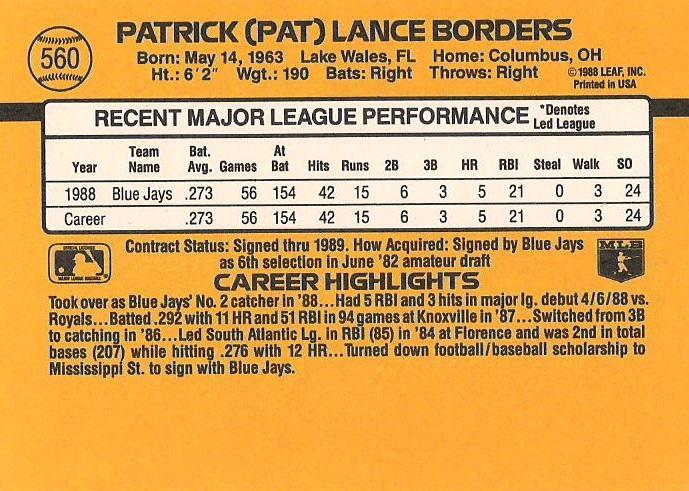 560
PATRICK (PAT) LANCE BORDERS
Born: May 14, 1963 Lake Wales, FL Home: Columbus, OH
Ht.: 6'2" Wgt.: 190 Bats: Right Throws: Right
©1988 LEAF, INC.
Printed in USA
RECENT MAJOR LEAGUE PERFORMANCE *Denotes Led League
Year Team Name Bat. Avg. Games At Bat Hits Runs 2B 3B HR RBI Steal Walk SO
1988 Blue Jays .273 56 154 42 15 6 3 5 21 0 3 24
Career .273 56 154 42 15 6 3 5 21 0 3 24
Contract Status: Signed thru 1989. How Acquired: Signed by Blue Jays
as 6th selection in June '82 amateur draft
MLB
CAREER HIGHLIGHTS
Took over as Blue Jays' No. 2 catcher in '88...Had 5 RBI and 3 hits in major lg. debut 4/6/88 vs.
Royals...Batted .292 with 11 HR and 51 RBI in 94 games at Knoxville in '87...Switched from 3B
to catching in '86...Led South Atlantic Lg. in RBI (85) in '84 at Florence and was 2nd in total
bases (207) while hitting .276 with 12 HR...Turned down football/baseball scholarship to
Mississippi St. to sign with Blue Jays.